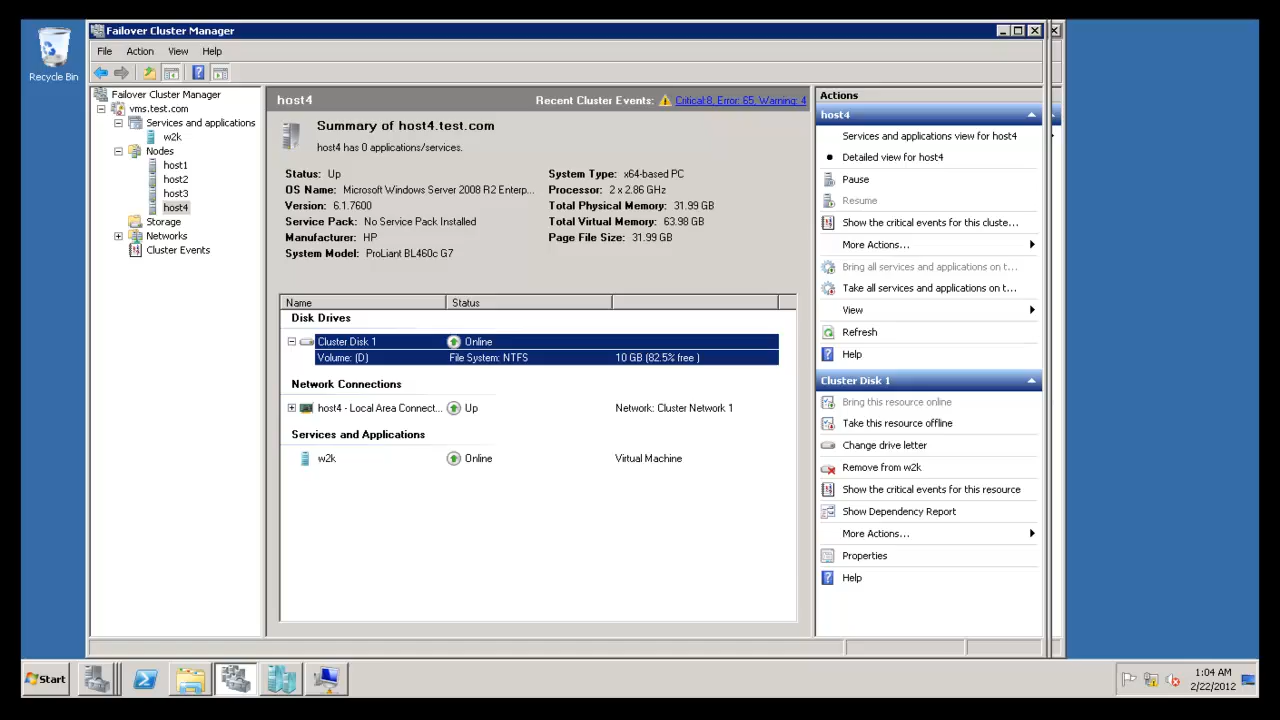 Recycle Bin
Failover Cluster Manager
File Action View Help
Failover Cluster Manager
vms.test.com
Services and applications
w2k
Nodes
host1
host2
host3
host4
Storage
Networks
Cluster Events
host4
Recent Cluster Events: Critical:8, Error: 65, Warning: 4
Summary of host4.test.com
host4 has 0 applications/services.
Status: Up
OS Name: Microsoft Windows Server 2008 R2 Enterp...
Version: 6.1.7600
Service Pack: No Service Pack Installed
Manufacturer: HP
System Model: ProLiant BL460c G7
System Type: x64-based PC
Processor: 2 x 2.86 GHz
Total Physical Memory: 31.99 GB
Total Virtual Memory: 63.98 GB
Page File Size: 31.99 GB
Name Status
Disk Drives
Cluster Disk 1 Online
Volume: (D) File System: NTFS 10 GB (82.5% free )
Network Connections
host4 - Local Area Connect... Up Network: Cluster Network 1
Services and Applications
w2k Online Virtual Machine
Actions
host4
Services and applications view for host4
Detailed view for host4
Pause
Resume
Show the critical events for this cluste...
More Actions...
Bring all services and applications on t...
Take all services and applications on t...
View
Refresh
Help
Cluster Disk 1
Bring this resource online
Take this resource offline
Change drive letter
Remove from w2k
Show the critical events for this resource
Show Dependency Report
More Actions...
Properties
Help
Start
1:04 AM
2/22/2012